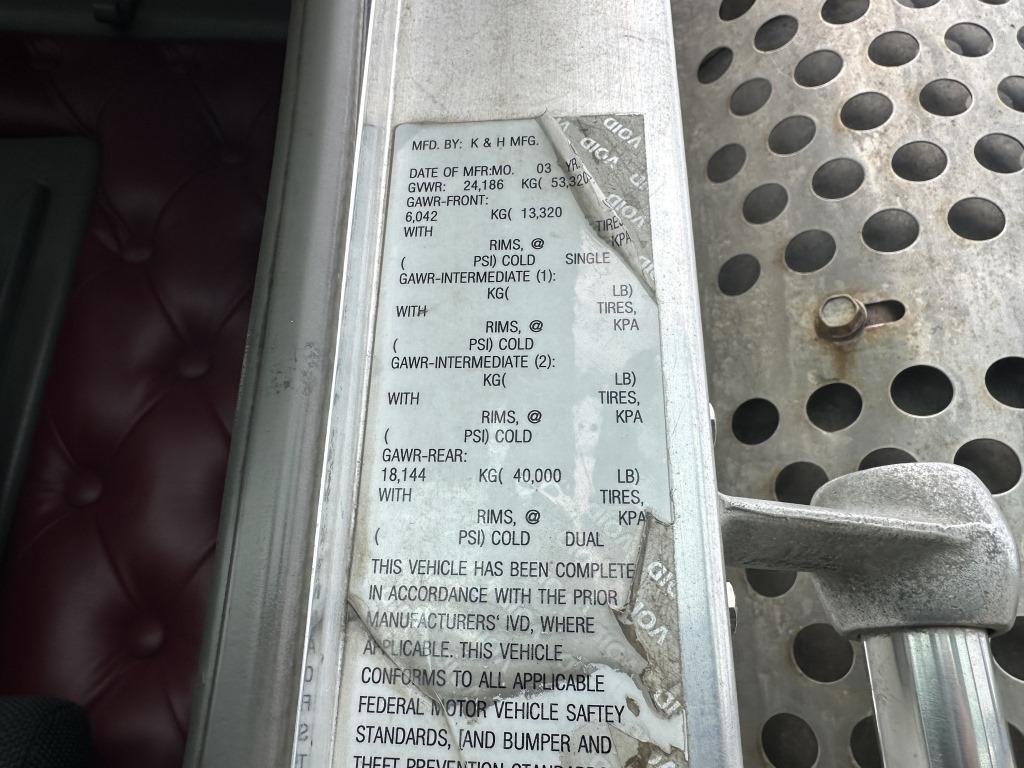 MFD. BY: K & H MFG.
DATE OF MFR:MO. 03 YR.
GVWR: 24,186 KG( 53,320
GAWR-FRONT:
6,042 KG( 13,320
WITH TIRES
RIMS, @ KPA
( PSI) COLD SINGLE
GAWR-INTERMEDIATE (1):
KG( LB)
WITH TIRES,
RIMS, @ KPA
( PSI) COLD
GAWR-INTERMEDIATE (2):
KG( LB)
WITH TIRES,
RIMS, @ KPA
( PSI) COLD
GAWR-REAR:
18,144 KG( 40,000 LB)
WITH TIRES,
RIMS, @ KPA
( PSI) COLD DUAL
THIS VEHICLE HAS BEEN COMPLETE
IN ACCORDANCE WITH THE PRIOR
MANUFACTURERS' IVD, WHERE
APPLICABLE. THIS VEHICLE
CONFORMS TO ALL APPLICABLE
FEDERAL MOTOR VEHICLE SAFTEY
STANDARDS, [AND BUMPER AND
THEFT PREVENTION STANDARDS
VOID
VOID
VOID
VOID